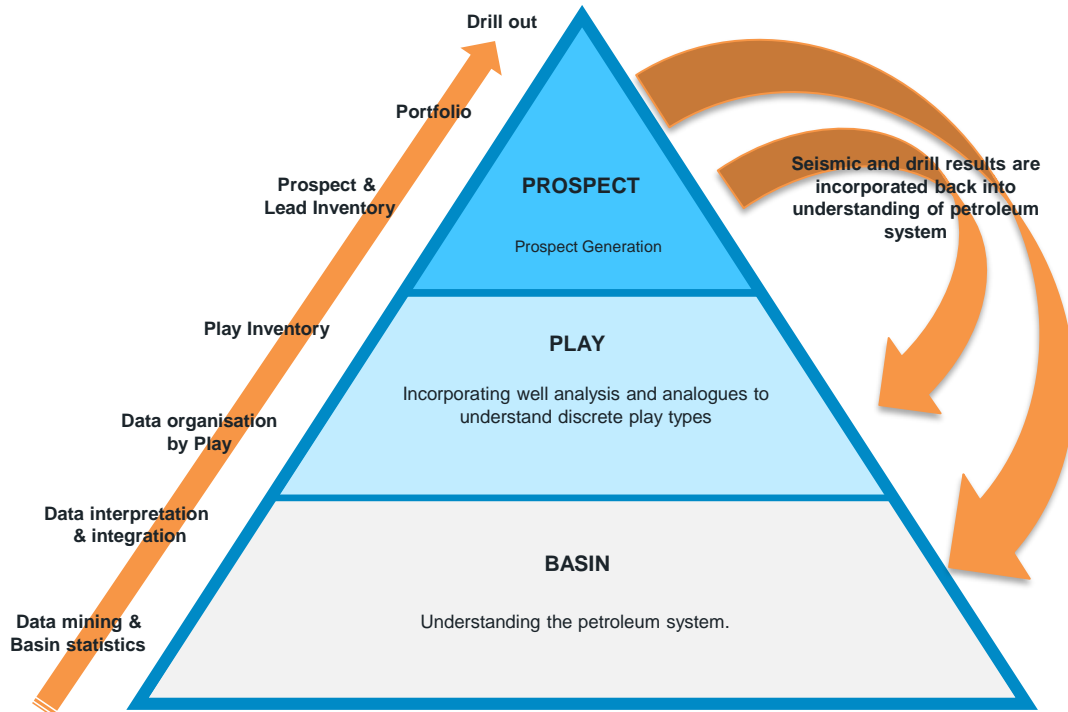 Drill out
Portfolio
Prospect &
Lead Inventory
Play Inventory
Data organisation
by Play
Data interpretation
& integration
Data mining &
Basin statistics
PROSPECT
Prospect Generation
PLAY
Incorporating well analysis and analogues to
understand discrete play types
BASIN
Understanding the petroleum system.
Seismic and drill results are
incorporated back into
understanding of petroleum
system